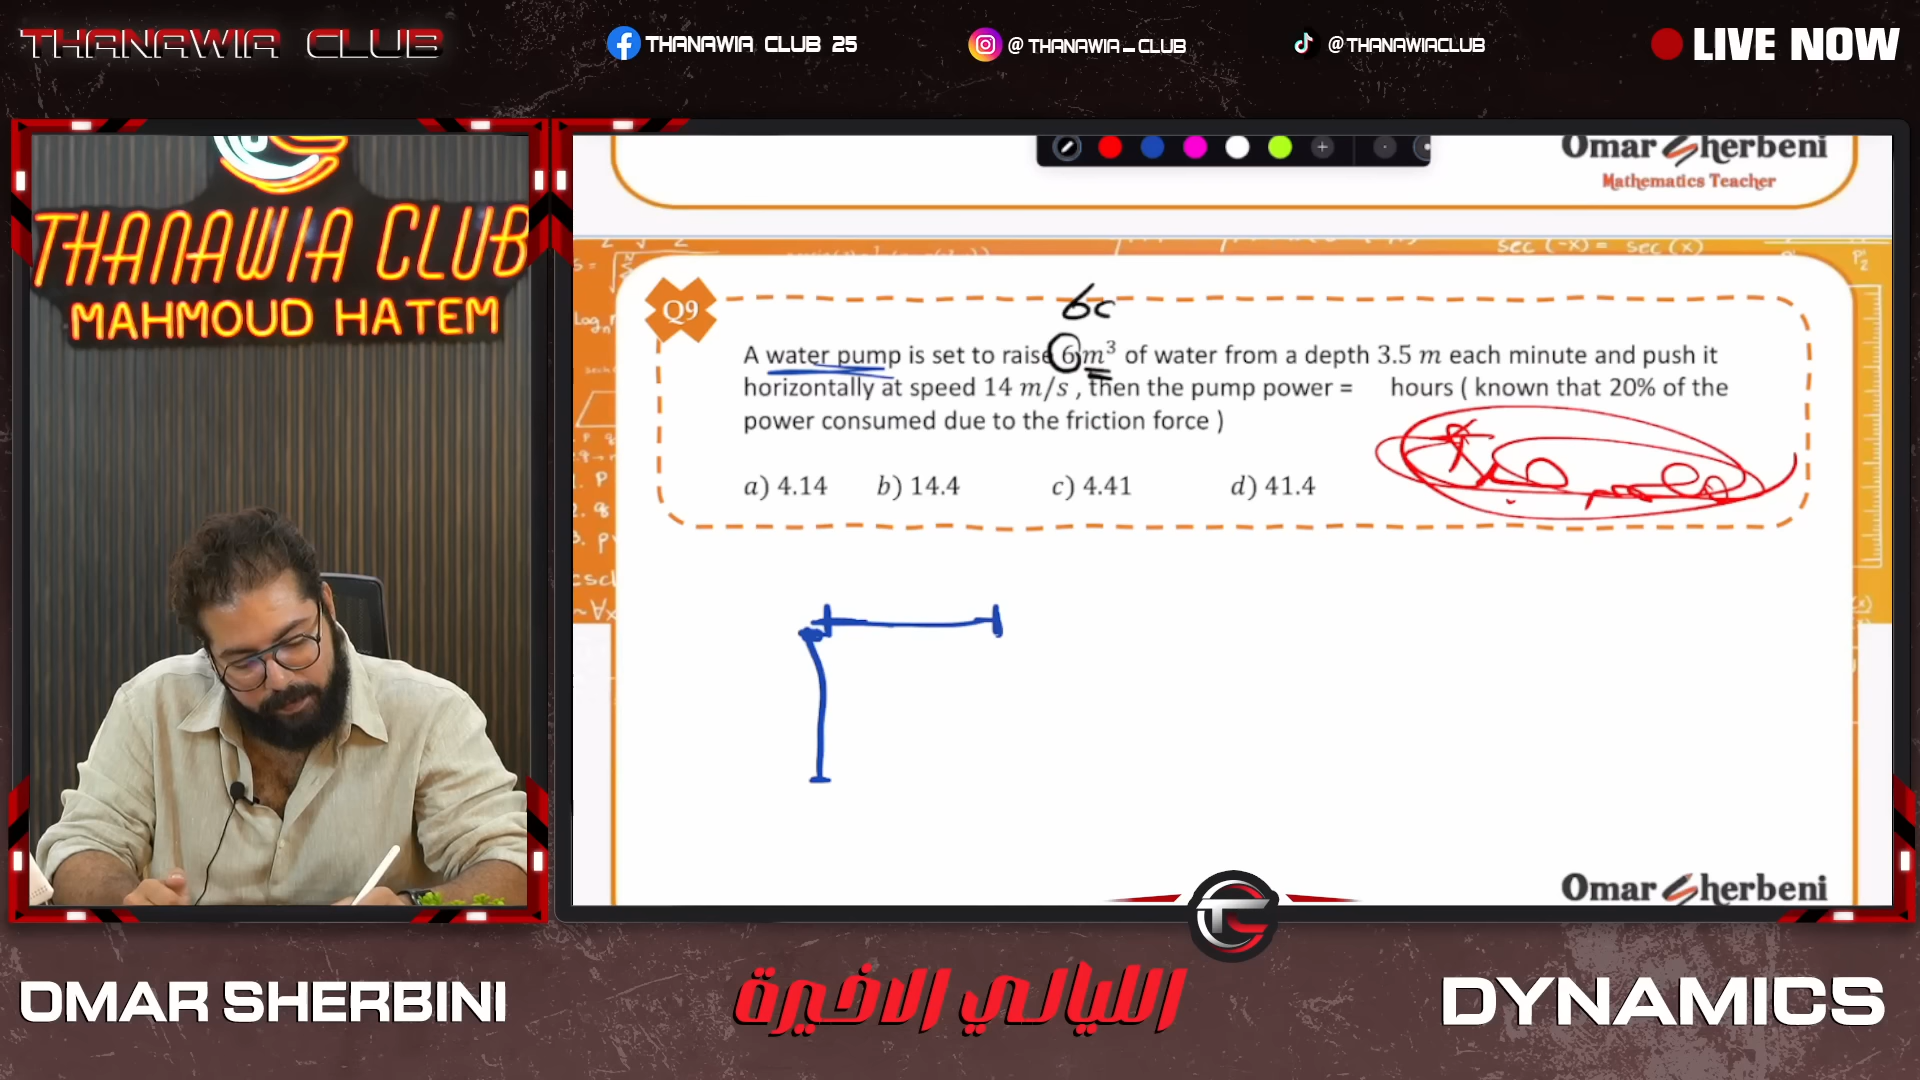 THANAWIA CLUB
THANAWIA CLUB 25
@ THANAWIA_CLUB
@THANAWIACLUB
LIVE NOW
THANAWIA CLUB
MAHMOUD HATEM
Omar Sherbeni
Mathematics Teacher
sec (-x) = sec (x)
6c
Q9
A water pump is set to raise 6 m³ of water from a depth 3.5 m each minute and push it
horizontally at speed 14 m/s , then the pump power = hours ( known that 20% of the
power consumed due to the friction force )
a) 4.14 b) 14.4 c) 4.41 d) 41.4
Omar Sherbeni
TC
OMAR SHERBINI
الليالي الاخيرة
DYNAMICS